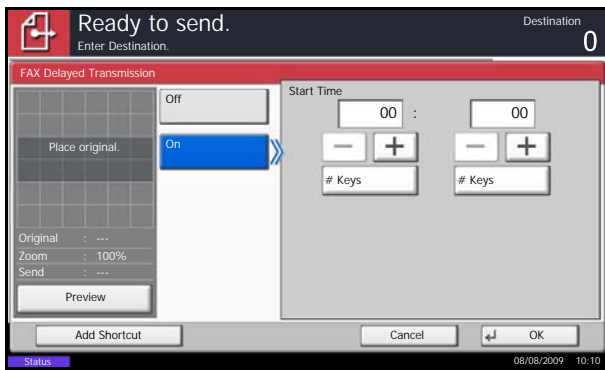 Ready to send.
Destination
Enter Destination.
0
FAX Delayed Transmission
Off
Start Time
00 : 00
Place original.
On
# Keys # Keys
Original : ---
Zoom : 100%
Send : ---
Preview
Add Shortcut
Cancel
OK
Status
08/08/2009 10:10